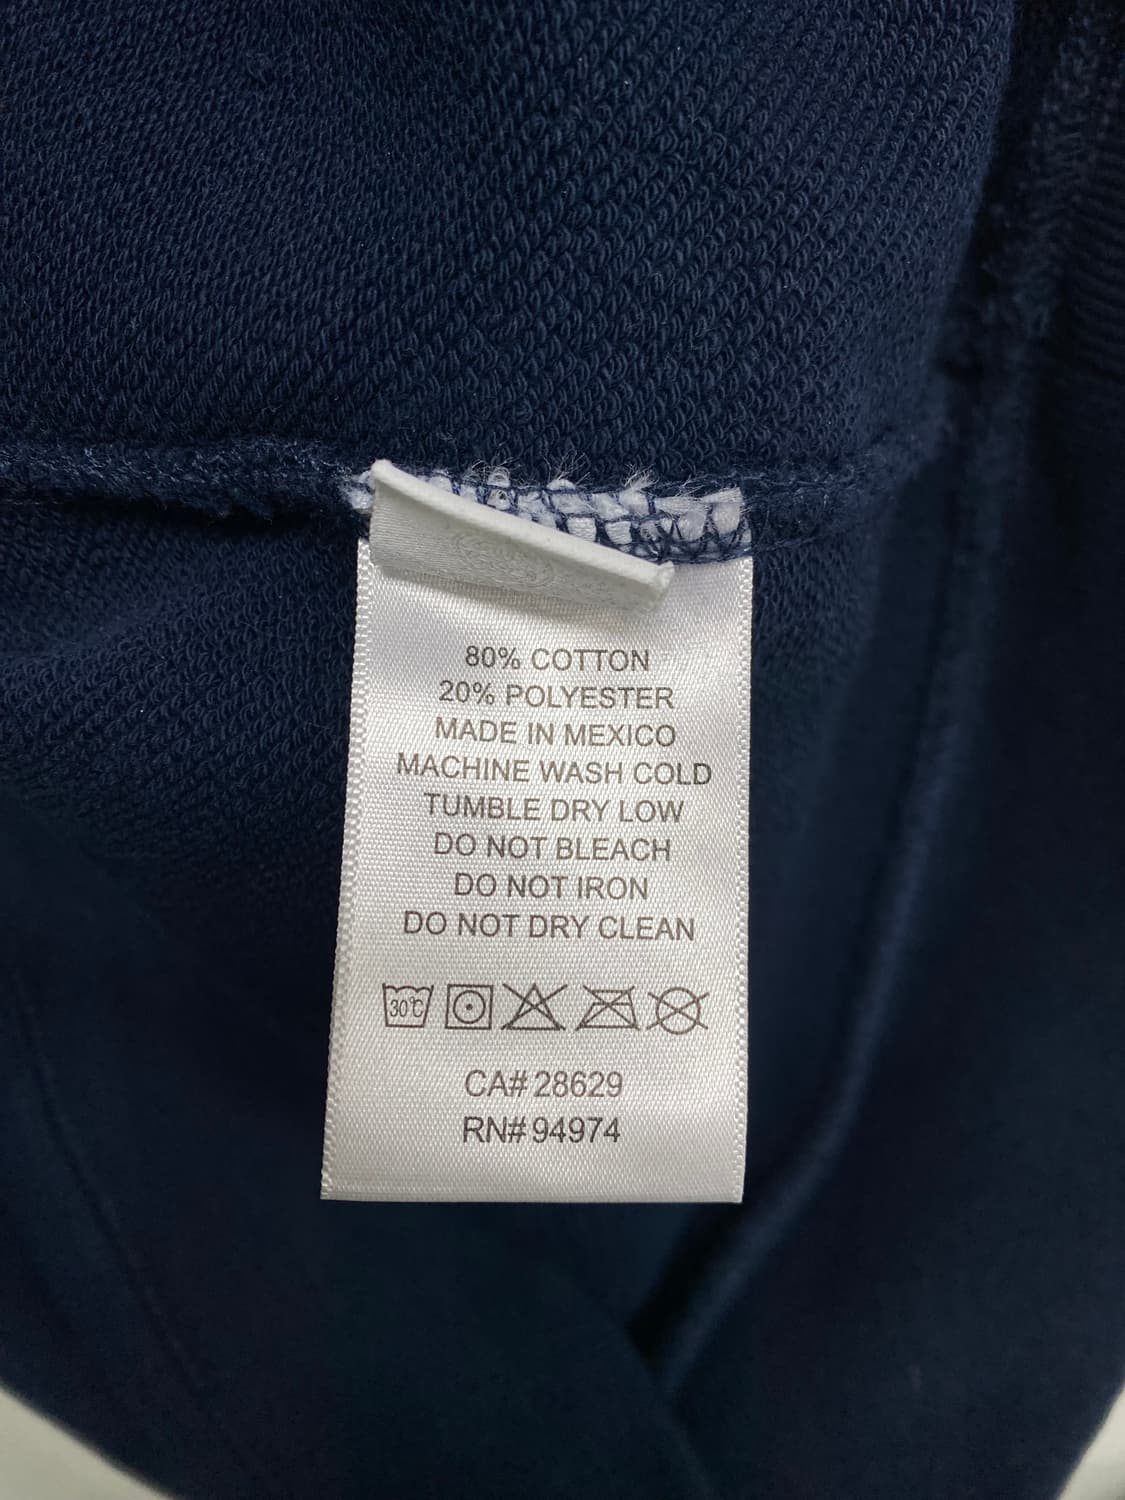 80% COTTON
20% POLYESTER
MADE IN MEXICO
MACHINE WASH COLD
TUMBLE DRY LOW
DO NOT BLEACH
DO NOT IRON
DO NOT DRY CLEAN
30°C
CA# 28629
RN# 94974